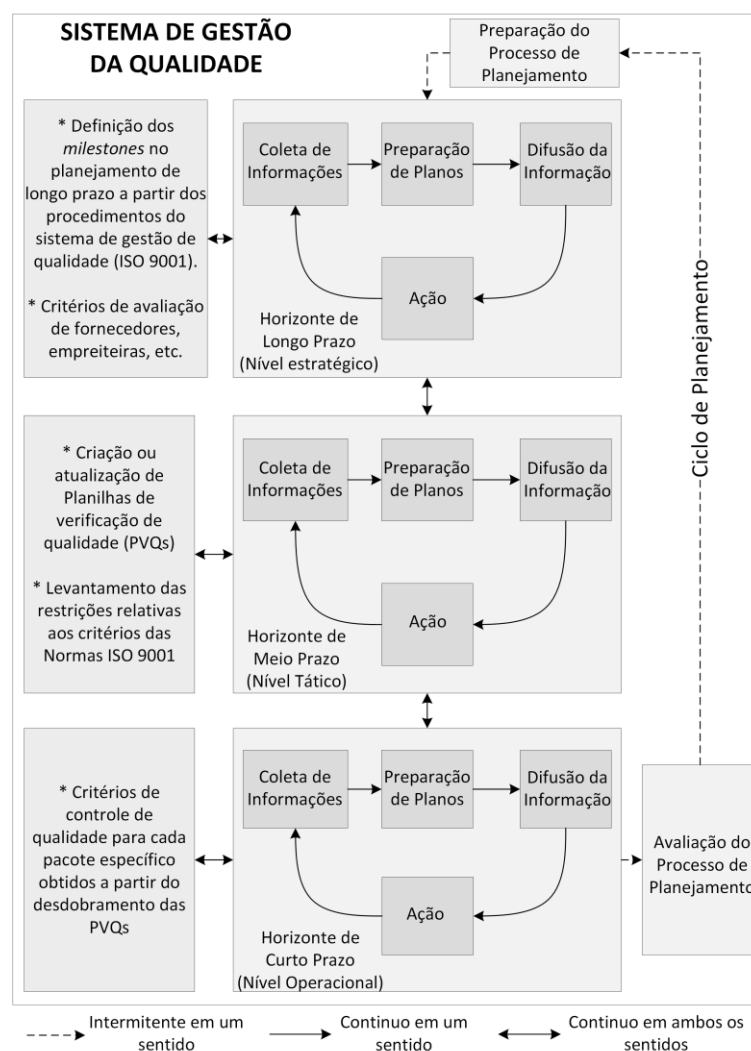 SISTEMA DE GESTÃO
DA QUALIDADE
Preparação do
Processo de
Planejamento
* Definição dos
milestones no
planejamento de
longo prazo a partir dos
procedimentos do
sistema de gestão de
qualidade (ISO 9001).
* Critérios de avaliação
de fornecedores,
empreiteiras, etc.
Coleta de
Informações
Preparação
de Planos
Difusão da
Informação
Ação
Horizonte de
Longo Prazo
(Nível estratégico)
* Criação ou
atualização de
Planilhas de
verificação de
qualidade (PVQs)
* Levantamento das
restrições relativas
aos critérios das
Normas ISO 9001
Coleta de
Informações
Preparação
de Planos
Difusão da
Informação
Ação
Horizonte de
Meio Prazo
(Nível Tático)
* Critérios de
controle de
qualidade para cada
pacote específico
obtidos a partir do
desdobramento das
PVQs
Coleta de
Informações
Preparação
de Planos
Difusão da
Informação
Ação
Horizonte de
Curto Prazo
(Nível Operacional)
Ciclo de Planejamento
Avaliação do
Processo de
Planejamento
Intermitente em um
sentido
Continuo em um
sentido
Continuo em ambos os
sentidos